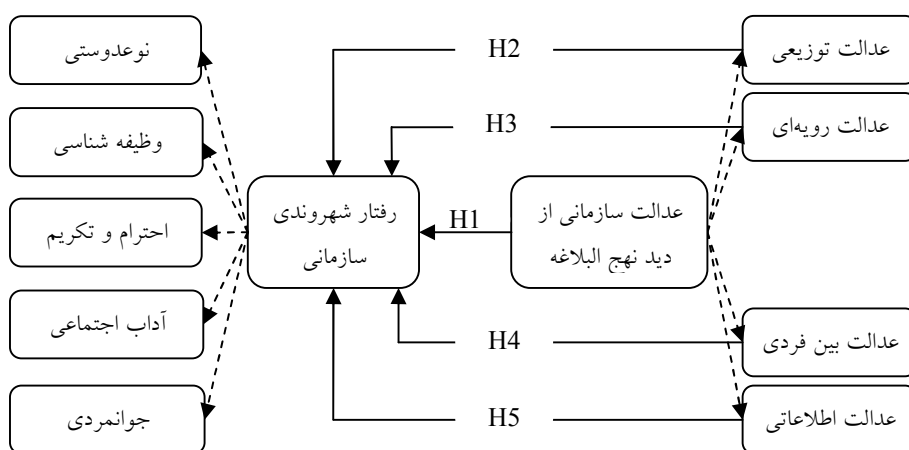 عدالت توزیعی
H2
نوعدوستی
عدالت رویه‌ای
H3
وظیفه شناسی
عدالت سازمانی از
دید نهج البلاغه
H1
رفتار شهروندی
سازمانی
احترام و تکریم
آداب اجتماعی
عدالت بین فردی
H4
عدالت اطلاعاتی
H5
جوانمردی